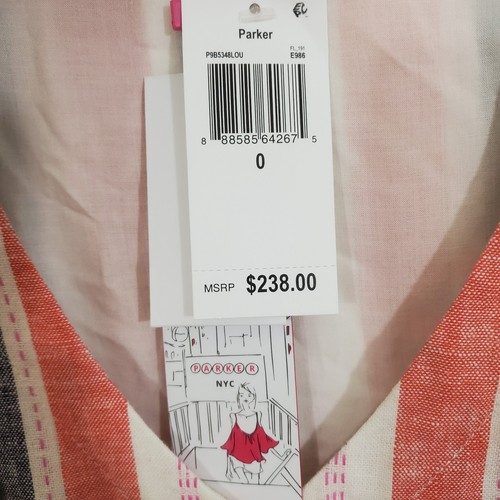 Parker
P9B5348LOU
FL_191
E986
8 88585 64267 5
0
MSRP $238.00
PARKER
NYC